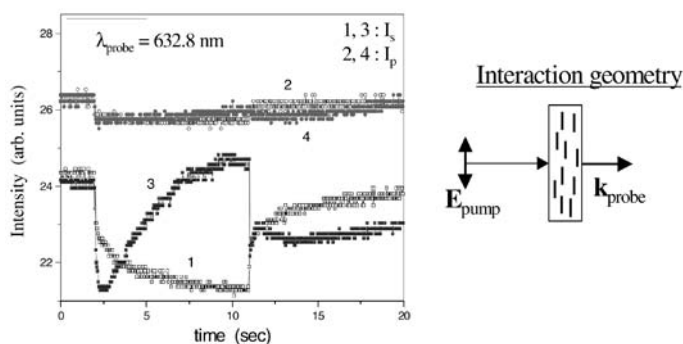 λprobe = 632.8 nm
1, 3 : Is
2, 4 : Ip
Intensity (arb. units)
28
26
24
22
2
4
3
1
0
5
10
15
20
time (sec)
Interaction geometry
Epump
kprobe